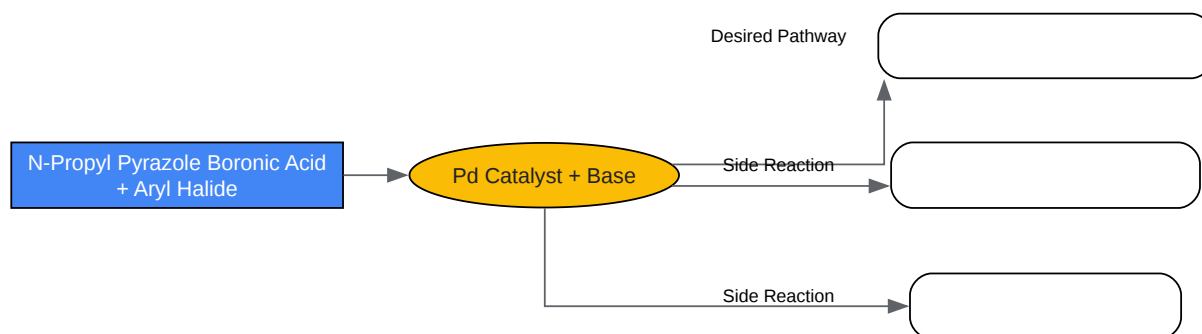 Desired Pathway
N-Propyl Pyrazole Boronic Acid
+ Aryl Halide
Pd Catalyst + Base
Side Reaction
Side Reaction